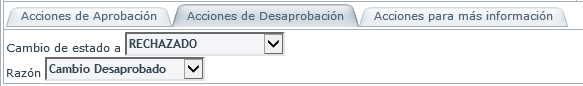 Acciones de Aprobación Acciones de Desaprobación Acciones para más información
Cambio de estado a RECHAZADO
Razón Cambio Desaprobado